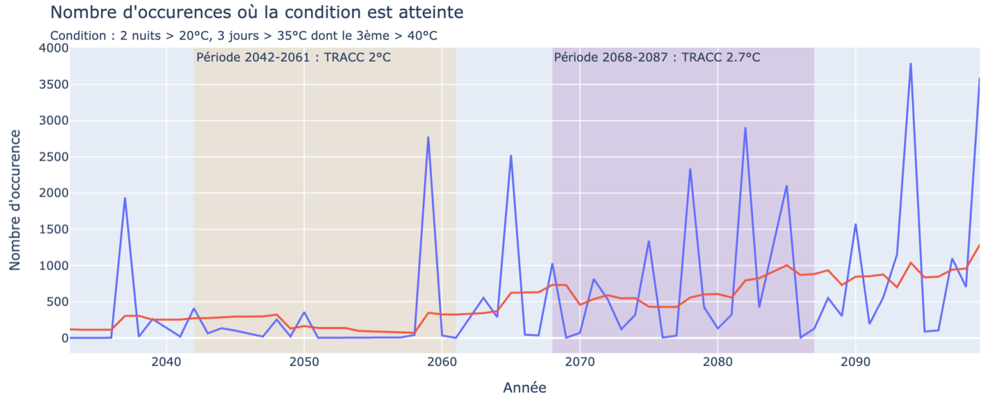 Nombre d'occurences où la condition est atteinte
Condition : 2 nuits > 20°C, 3 jours > 35°C dont le 3ème > 40°C
Période 2042-2061 : TRACC 2°C
Période 2068-2087 : TRACC 2.7°C
Nombre d'occurence
4000
3500
3000
2500
2000
1500
1000
500
0
2040 2050 2060 2070 2080 2090
Année